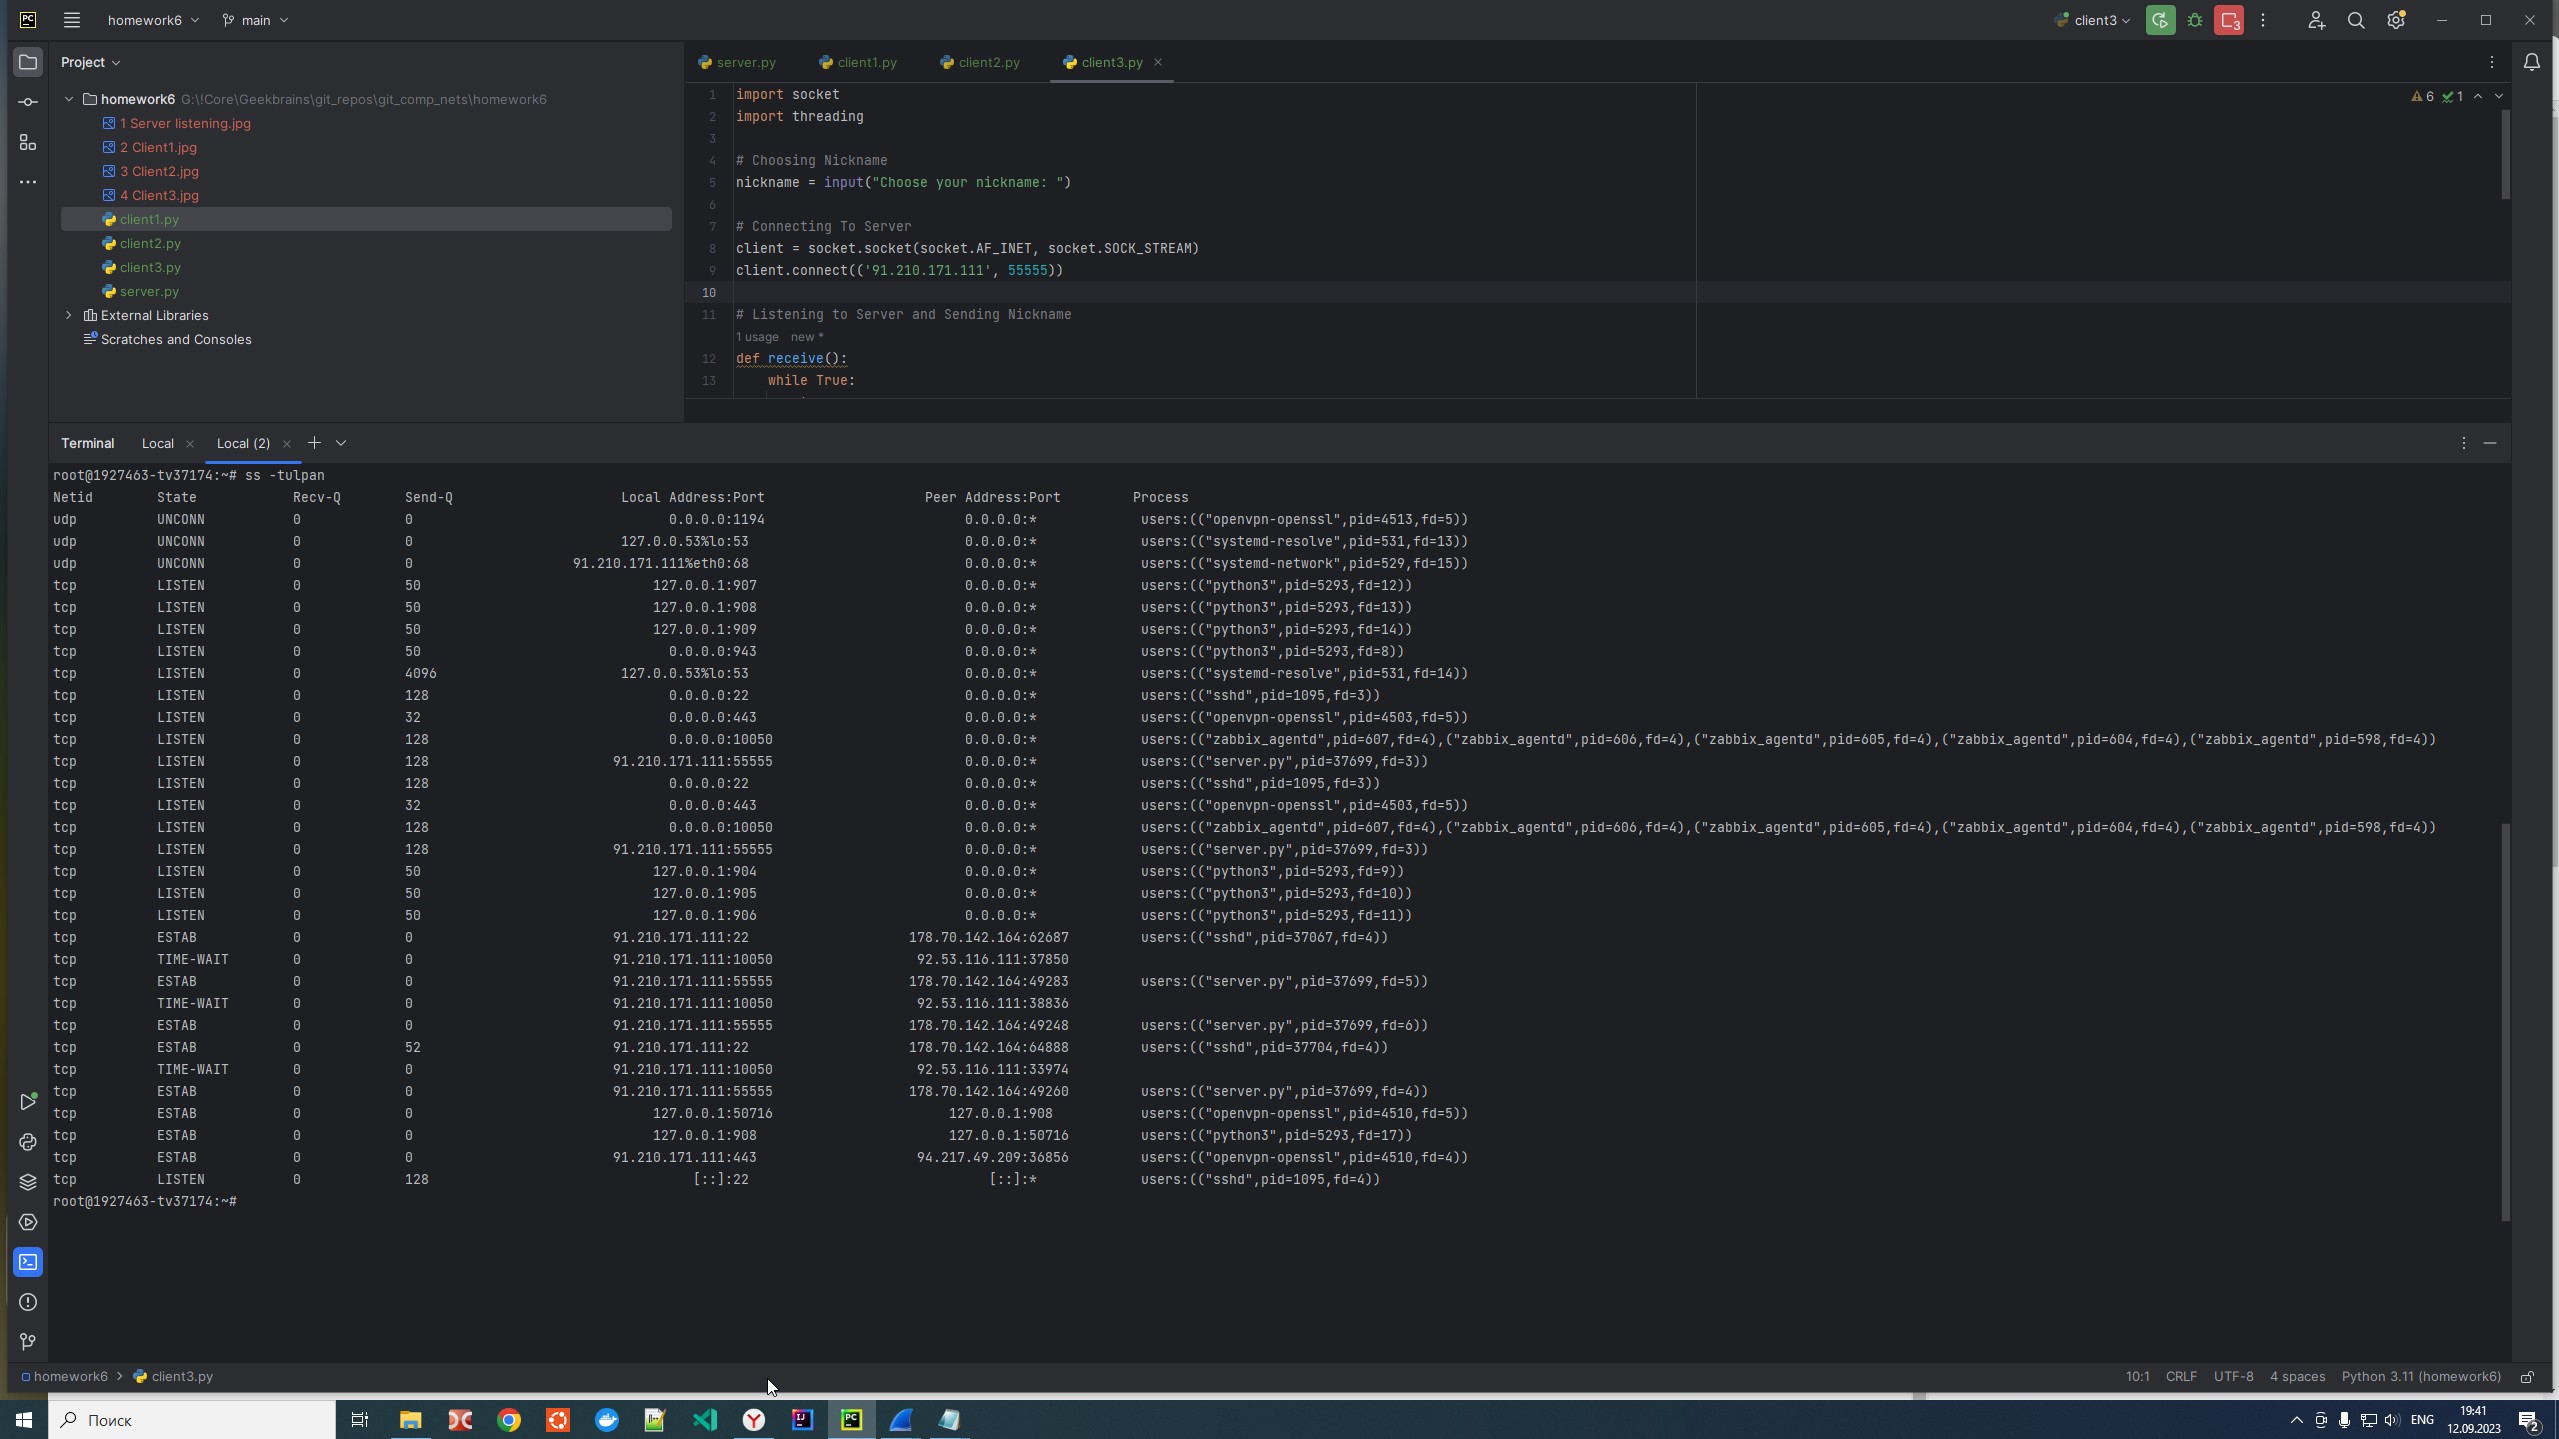 homework6 main client3 3
Project
homework6 G:\!Core\Geekbrains\git_repos\git_comp_nets\homework6
1 Server listening.jpg
2 Client1.jpg
3 Client2.jpg
4 Client3.jpg
client1.py
client2.py
client3.py
server.py
External Libraries
Scratches and Consoles
server.py client1.py client2.py client3.py
6 1
1 import socket
2 import threading
3
4 # Choosing Nickname
5 nickname = input("Choose your nickname: ")
6
7 # Connecting To Server
8 client = socket.socket(socket.AF_INET, socket.SOCK_STREAM)
9 client.connect(('91.210.171.111', 55555))
10
11 # Listening to Server and Sending Nickname
1 usage new *
12 def receive():
13 while True:
Terminal Local Local (2)
root@1927463-tv37174:~# ss -tulpan
Netid State Recv-Q Send-Q Local Address:Port Peer Address:Port Process
udp UNCONN 0 0 0.0.0.0:1194 0.0.0.0:* users:(("openvpn-openssl",pid=4513,fd=5))
udp UNCONN 0 0 127.0.0.53%lo:53 0.0.0.0:* users:(("systemd-resolve",pid=531,fd=13))
udp UNCONN 0 0 91.210.171.111%eth0:68 0.0.0.0:* users:(("systemd-network",pid=529,fd=15))
tcp LISTEN 0 50 127.0.0.1:907 0.0.0.0:* users:(("python3",pid=5293,fd=12))
tcp LISTEN 0 50 127.0.0.1:908 0.0.0.0:* users:(("python3",pid=5293,fd=13))
tcp LISTEN 0 50 127.0.0.1:909 0.0.0.0:* users:(("python3",pid=5293,fd=14))
tcp LISTEN 0 50 0.0.0.0:943 0.0.0.0:* users:(("python3",pid=5293,fd=8))
tcp LISTEN 0 4096 127.0.0.53%lo:53 0.0.0.0:* users:(("systemd-resolve",pid=531,fd=14))
tcp LISTEN 0 128 0.0.0.0:22 0.0.0.0:* users:(("sshd",pid=1095,fd=3))
tcp LISTEN 0 32 0.0.0.0:443 0.0.0.0:* users:(("openvpn-openssl",pid=4503,fd=5))
tcp LISTEN 0 128 0.0.0.0:10050 0.0.0.0:* users:(("zabbix_agentd",pid=607,fd=4),("zabbix_agentd",pid=606,fd=4),("zabbix_agentd",pid=605,fd=4),("zabbix_agentd",pid=604,fd=4),("zabbix_agentd",pid=598,fd=4))
tcp LISTEN 0 128 91.210.171.111:55555 0.0.0.0:* users:(("server.py",pid=37699,fd=3))
tcp LISTEN 0 128 0.0.0.0:22 0.0.0.0:* users:(("sshd",pid=1095,fd=3))
tcp LISTEN 0 32 0.0.0.0:443 0.0.0.0:* users:(("openvpn-openssl",pid=4503,fd=5))
tcp LISTEN 0 128 0.0.0.0:10050 0.0.0.0:* users:(("zabbix_agentd",pid=607,fd=4),("zabbix_agentd",pid=606,fd=4),("zabbix_agentd",pid=605,fd=4),("zabbix_agentd",pid=604,fd=4),("zabbix_agentd",pid=598,fd=4))
tcp LISTEN 0 128 91.210.171.111:55555 0.0.0.0:* users:(("server.py",pid=37699,fd=3))
tcp LISTEN 0 50 127.0.0.1:904 0.0.0.0:* users:(("python3",pid=5293,fd=9))
tcp LISTEN 0 50 127.0.0.1:905 0.0.0.0:* users:(("python3",pid=5293,fd=10))
tcp LISTEN 0 50 127.0.0.1:906 0.0.0.0:* users:(("python3",pid=5293,fd=11))
tcp ESTAB 0 0 91.210.171.111:22 178.70.142.164:62687 users:(("sshd",pid=37067,fd=4))
tcp TIME-WAIT 0 0 91.210.171.111:10050 92.53.116.111:37850
tcp ESTAB 0 0 91.210.171.111:55555 178.70.142.164:49283 users:(("server.py",pid=37699,fd=5))
tcp TIME-WAIT 0 0 91.210.171.111:10050 92.53.116.111:38836
tcp ESTAB 0 0 91.210.171.111:55555 178.70.142.164:49248 users:(("server.py",pid=37699,fd=6))
tcp ESTAB 0 52 91.210.171.111:22 178.70.142.164:64888 users:(("sshd",pid=37704,fd=4))
tcp TIME-WAIT 0 0 91.210.171.111:10050 92.53.116.111:33974
tcp ESTAB 0 0 91.210.171.111:55555 178.70.142.164:49260 users:(("server.py",pid=37699,fd=4))
tcp ESTAB 0 0 127.0.0.1:50716 127.0.0.1:908 users:(("openvpn-openssl",pid=4510,fd=5))
tcp ESTAB 0 0 127.0.0.1:908 127.0.0.1:50716 users:(("python3",pid=5293,fd=17))
tcp ESTAB 0 0 91.210.171.111:443 94.217.49.209:36856 users:(("openvpn-openssl",pid=4510,fd=4))
tcp LISTEN 0 128 [::]:22 [::]:* users:(("sshd",pid=1095,fd=4))
root@1927463-tv37174:~#
homework6 > client3.py 10:1 CRLF UTF-8 4 spaces Python 3.11 (homework6)
Поиск ENG 19:41
12.09.2023 2